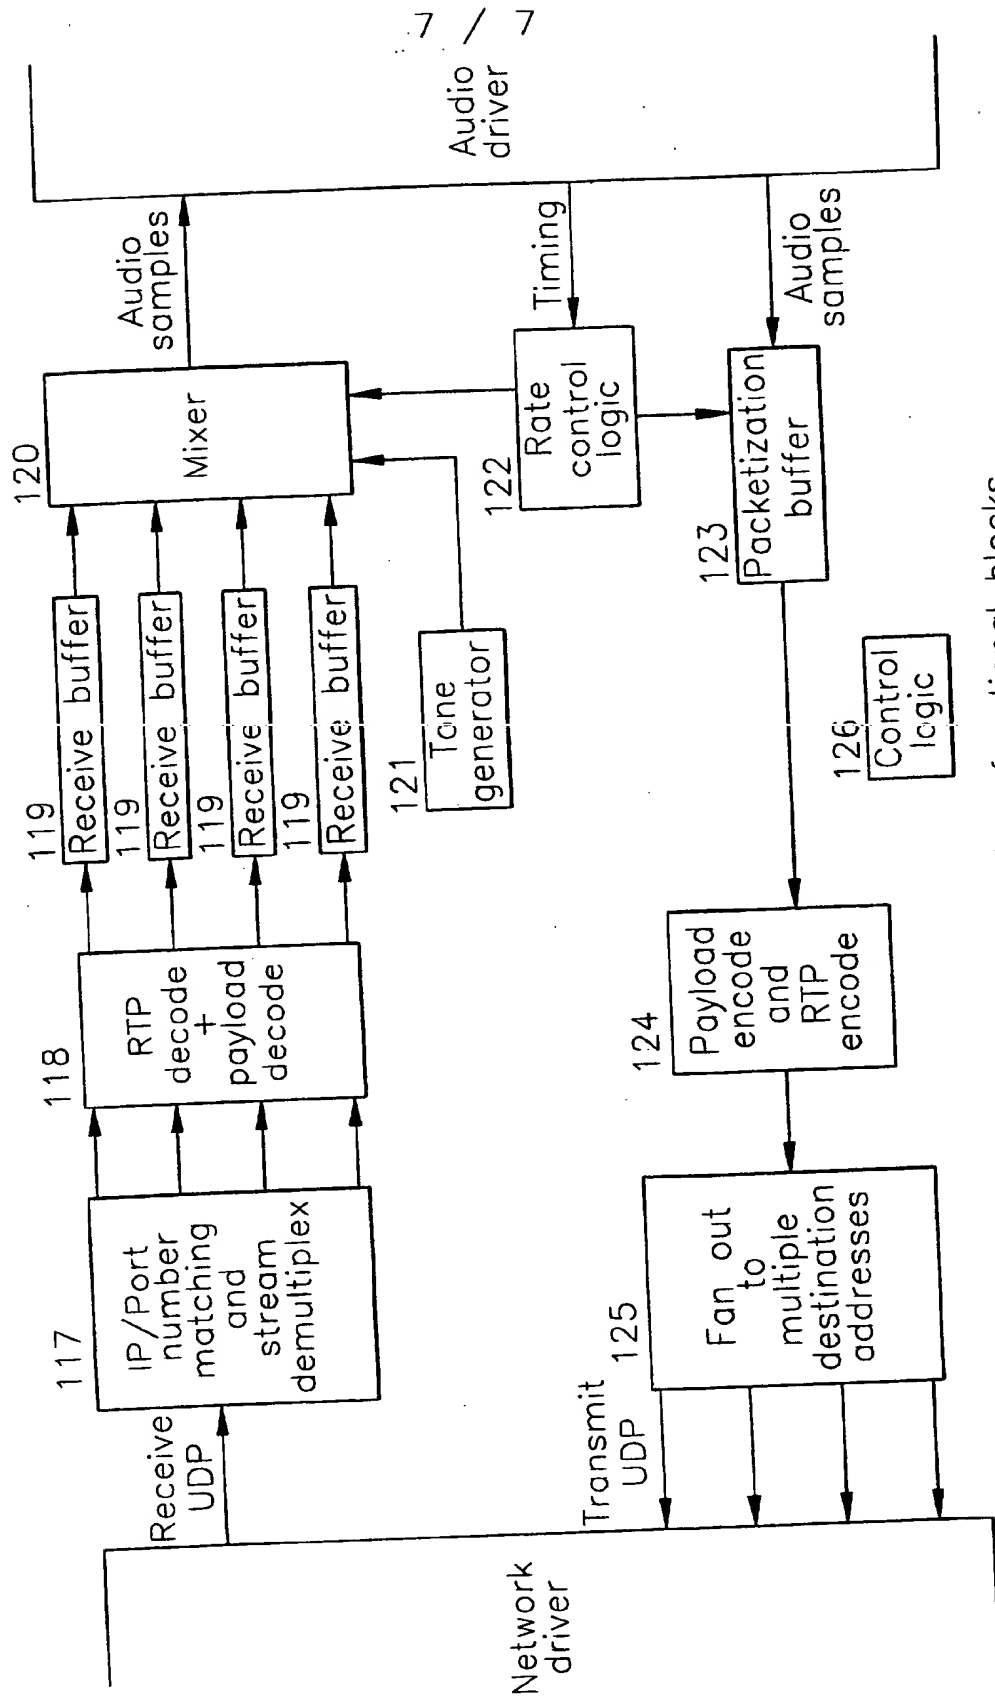 7 / 7
Network
driver
Receive
UDP
117
IP/Port
number
matching
and
stream
demultiplex
118
RTP
decode
+
payload
decode
119
Receive buffer
119
Receive buffer
119
Receive buffer
119
Receive buffer
120
Mixer
Audio
samples
Audio
driver
121
Tone
generator
122
Rate
control
logic
Timing
123
Packetization
buffer
Audio
samples
124
Payload
encode
and
RTP
encode
125
Fan out
to
multiple
destination
addresses
Transmit
UDP
126
Control
logic
blocks